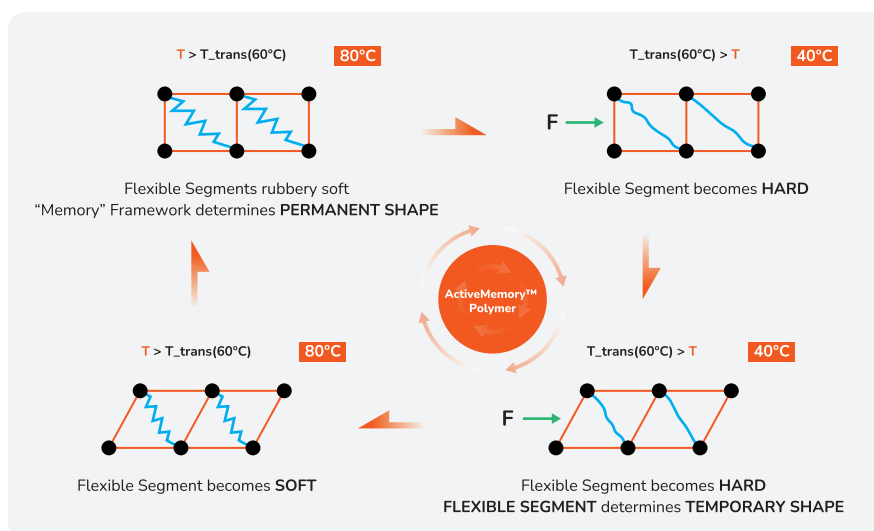 T > T_trans(60°C)
80°C
Flexible Segments rubbery soft
“Memory” Framework determines PERMANENT SHAPE
T_trans(60°C) > T
40°C
F
Flexible Segment becomes HARD
ActiveMemory™
Polymer
T > T_trans(60°C)
80°C
Flexible Segment becomes SOFT
T_trans(60°C) > T
40°C
F
Flexible Segment becomes HARD
FLEXIBLE SEGMENT determines TEMPORARY SHAPE